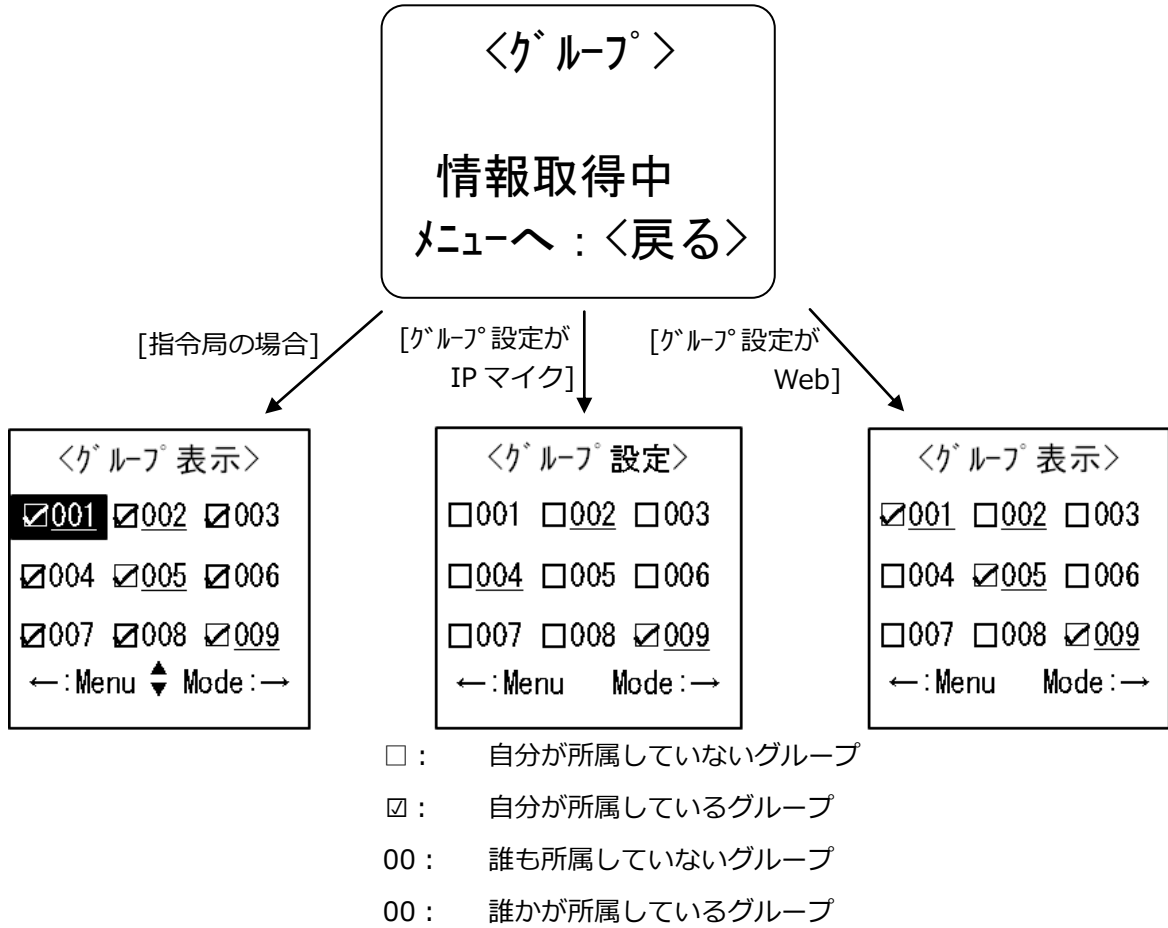 <ｸﾞﾙｰﾌﾟ>
情報取得中
ﾒﾆｭｰへ：<戻る>
[指令局の場合]
[ｸﾞﾙｰﾌﾟ設定が
IP マイク]
[ｸﾞﾙｰﾌﾟ設定が
Web]
<ｸﾞﾙｰﾌﾟ表示>
☑001 ☑002 ☑003
☑004 ☑005 ☑006
☑007 ☑008 ☑009
←:Menu ▲▼ Mode:→
<ｸﾞﾙｰﾌﾟ設定>
□001 □002 □003
□004 □005 □006
□007 □008 ☑009
←:Menu Mode:→
<ｸﾞﾙｰﾌﾟ表示>
☑001 □002 □003
□004 ☑005 □006
□007 □008 ☑009
←:Menu Mode:→
□： 自分が所属していないグループ
☑： 自分が所属しているグループ
00： 誰も所属していないグループ
00： 誰かが所属しているグループ